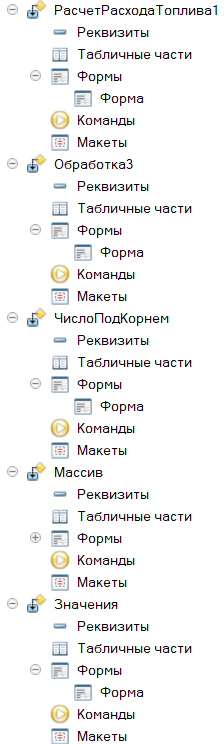 РасчетРасходаТоплива1
Реквизиты
Табличные части
Формы
Форма
Команды
Макеты
Обработка3
Реквизиты
Табличные части
Формы
Форма
Команды
Макеты
ЧислоПодКорнем
Реквизиты
Табличные части
Формы
Форма
Команды
Макеты
Массив
Реквизиты
Табличные части
Формы
Команды
Макеты
Значения
Реквизиты
Табличные части
Формы
Форма
Команды
Макеты